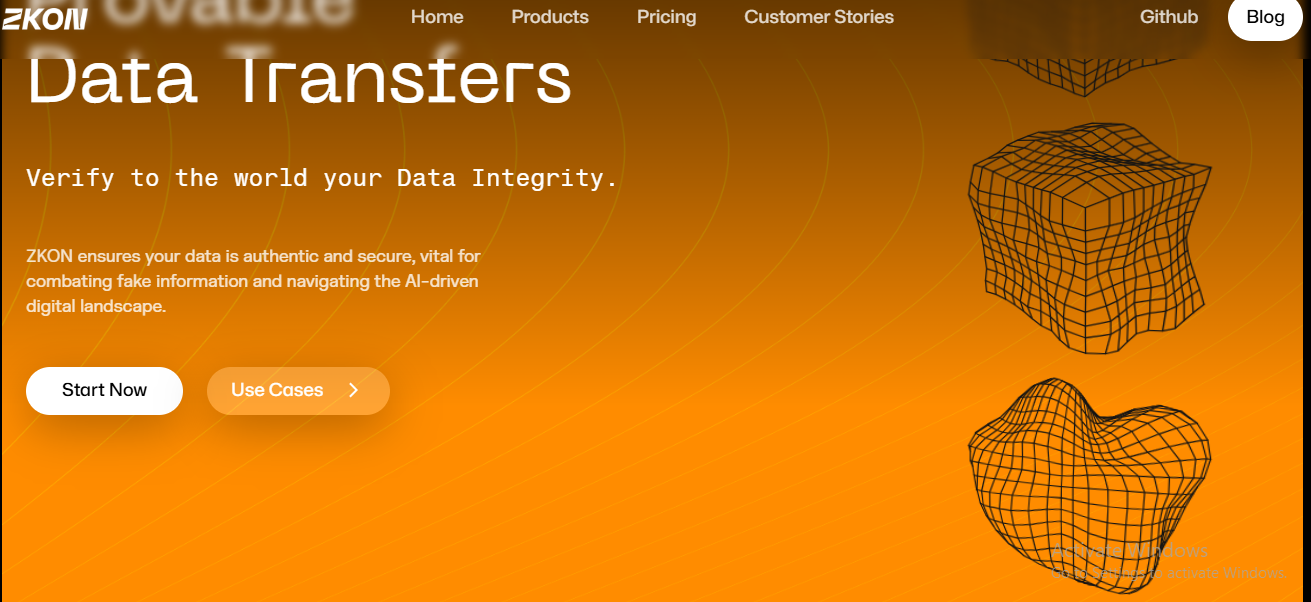 ZKON
Home Products Pricing Customer Stories Github Blog
ovable
Data Transfers
Verify to the world your Data Integrity.
ZKON ensures your data is authentic and secure, vital for
combating fake information and navigating the AI-driven
digital landscape.
Start Now
Use Cases
Activate Windows
Go to Settings to activate Windows.